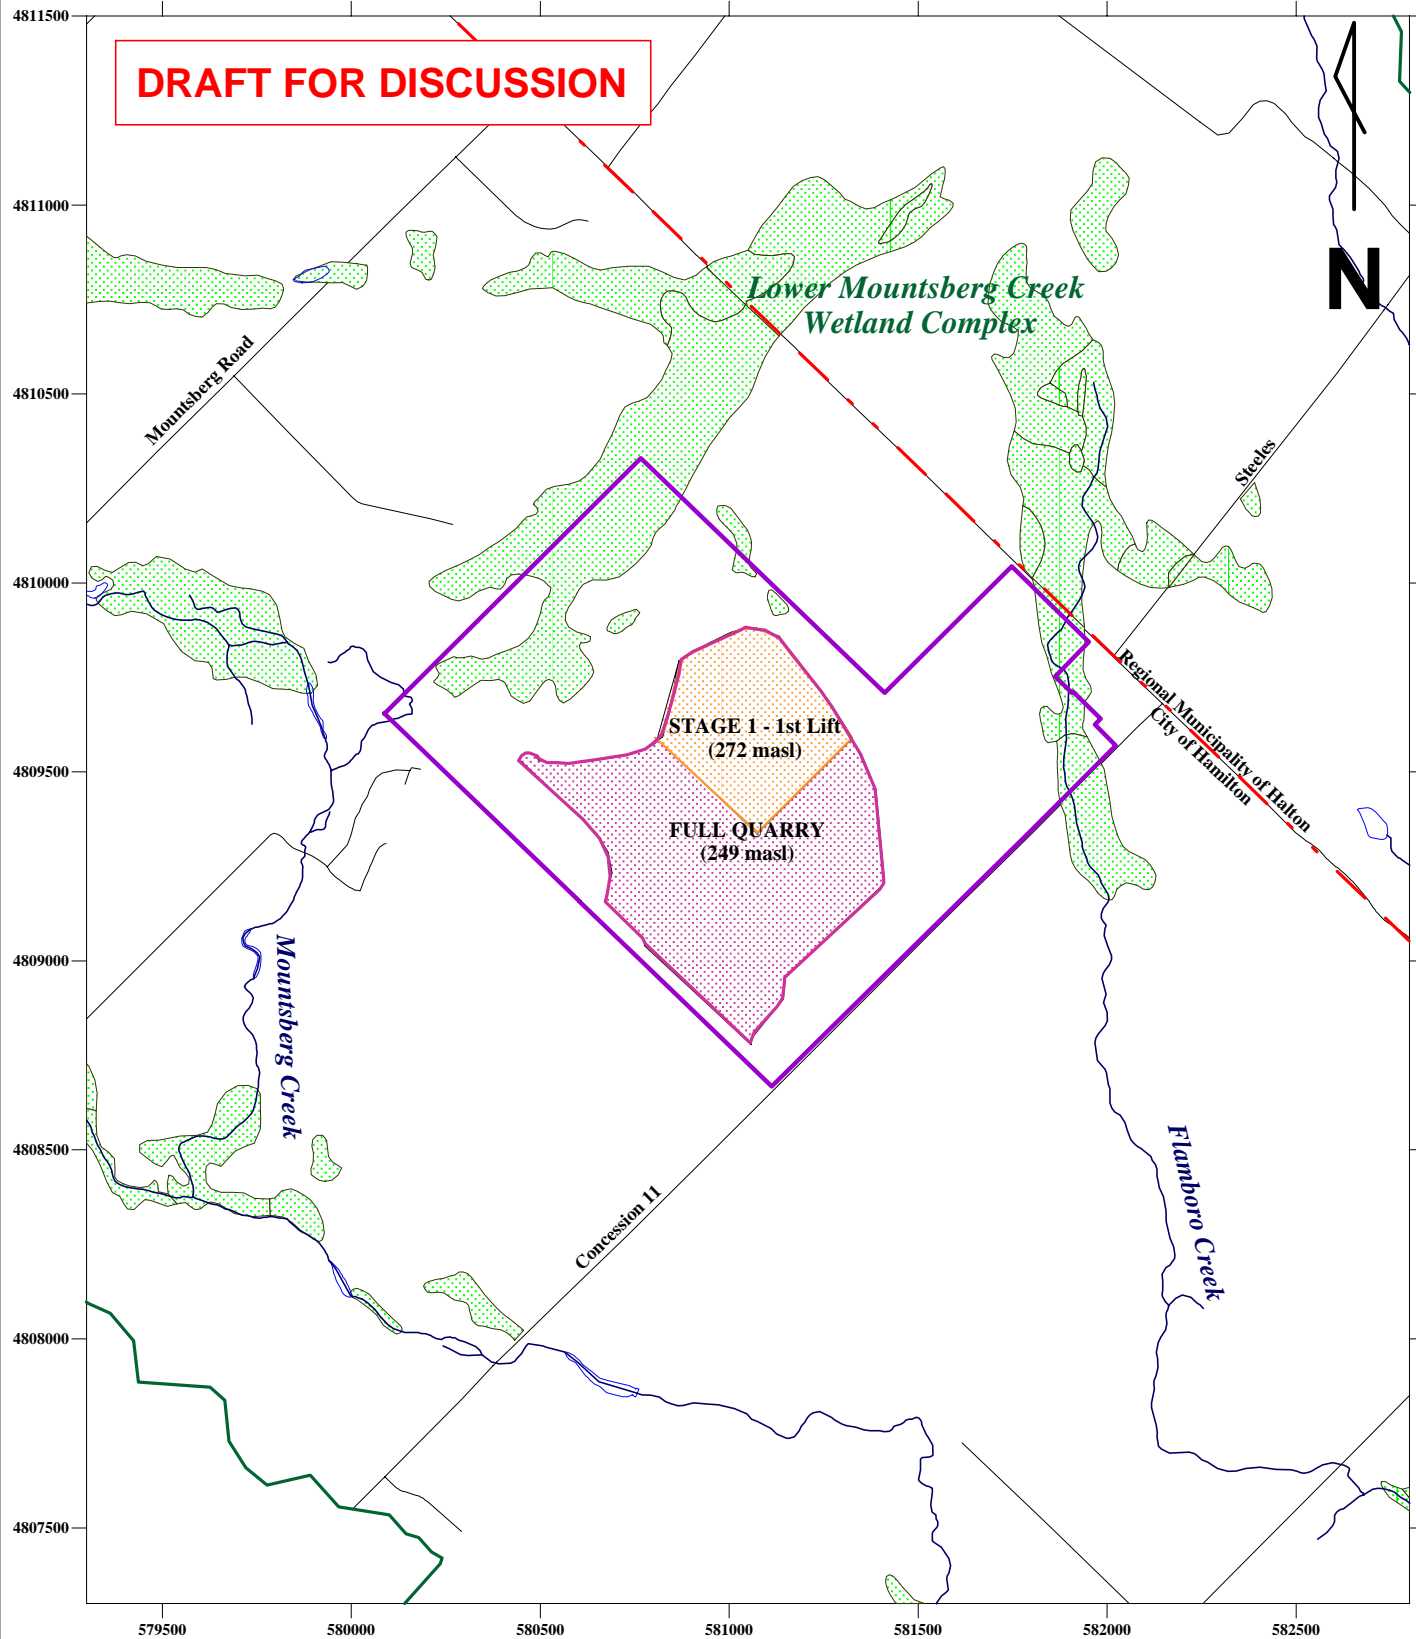 DRAFT FOR DISCUSSION
N
Lower Mountsberg Creek
Wetland Complex
Mountsberg Road
Steeles
Regional Municipality of Halton
City of Hamilton
STAGE 1 - 1st Lift
(272 masl)
FULL QUARRY
(249 masl)
Mountsberg Creek
Flamboro Creek
Concession 11
4811500
4811000
4810500
4810000
4809500
4809000
4808500
4808000
4807500
579500
580000
580500
581000
581500
582000
582500